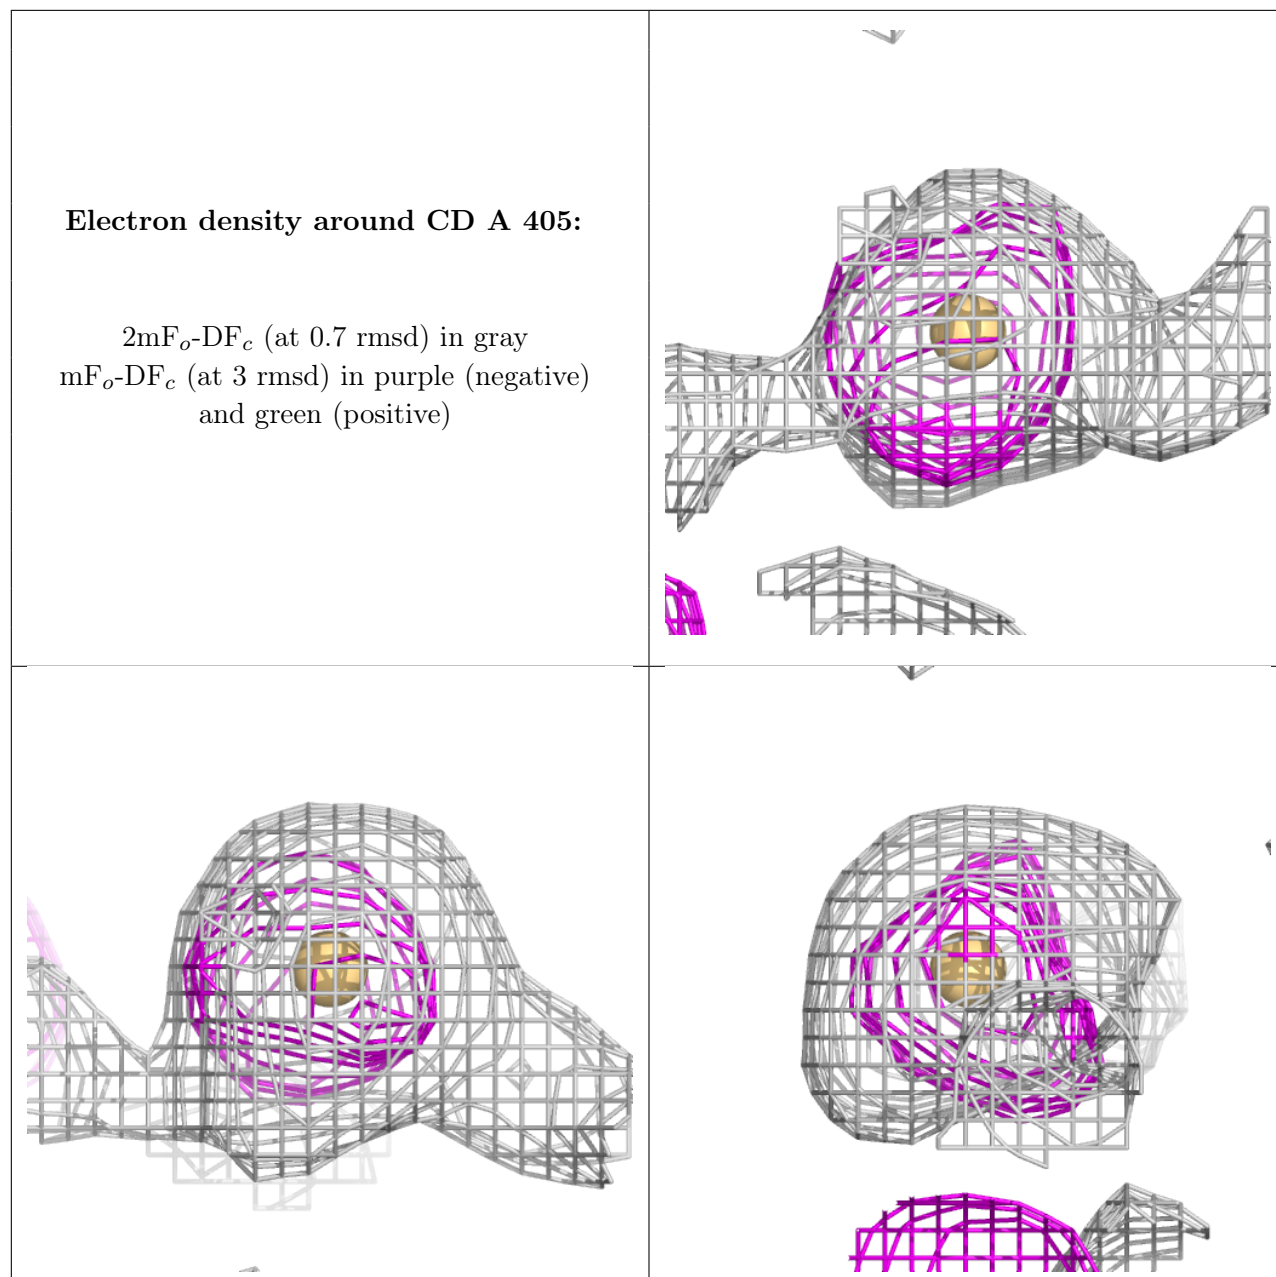 Electron density around CD A 405:
2mFo-DFc (at 0.7 rmsd) in gray
mFo-DFc (at 3 rmsd) in purple (negative)
and green (positive)